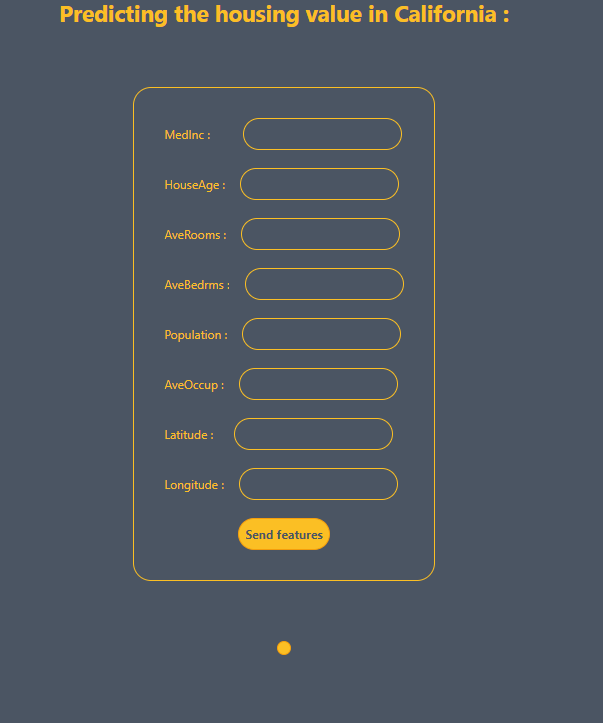 Predicting the housing value in California :
MedInc :
HouseAge :
AveRooms :
AveBedrms :
Population :
AveOccup :
Latitude :
Longitude :
Send features